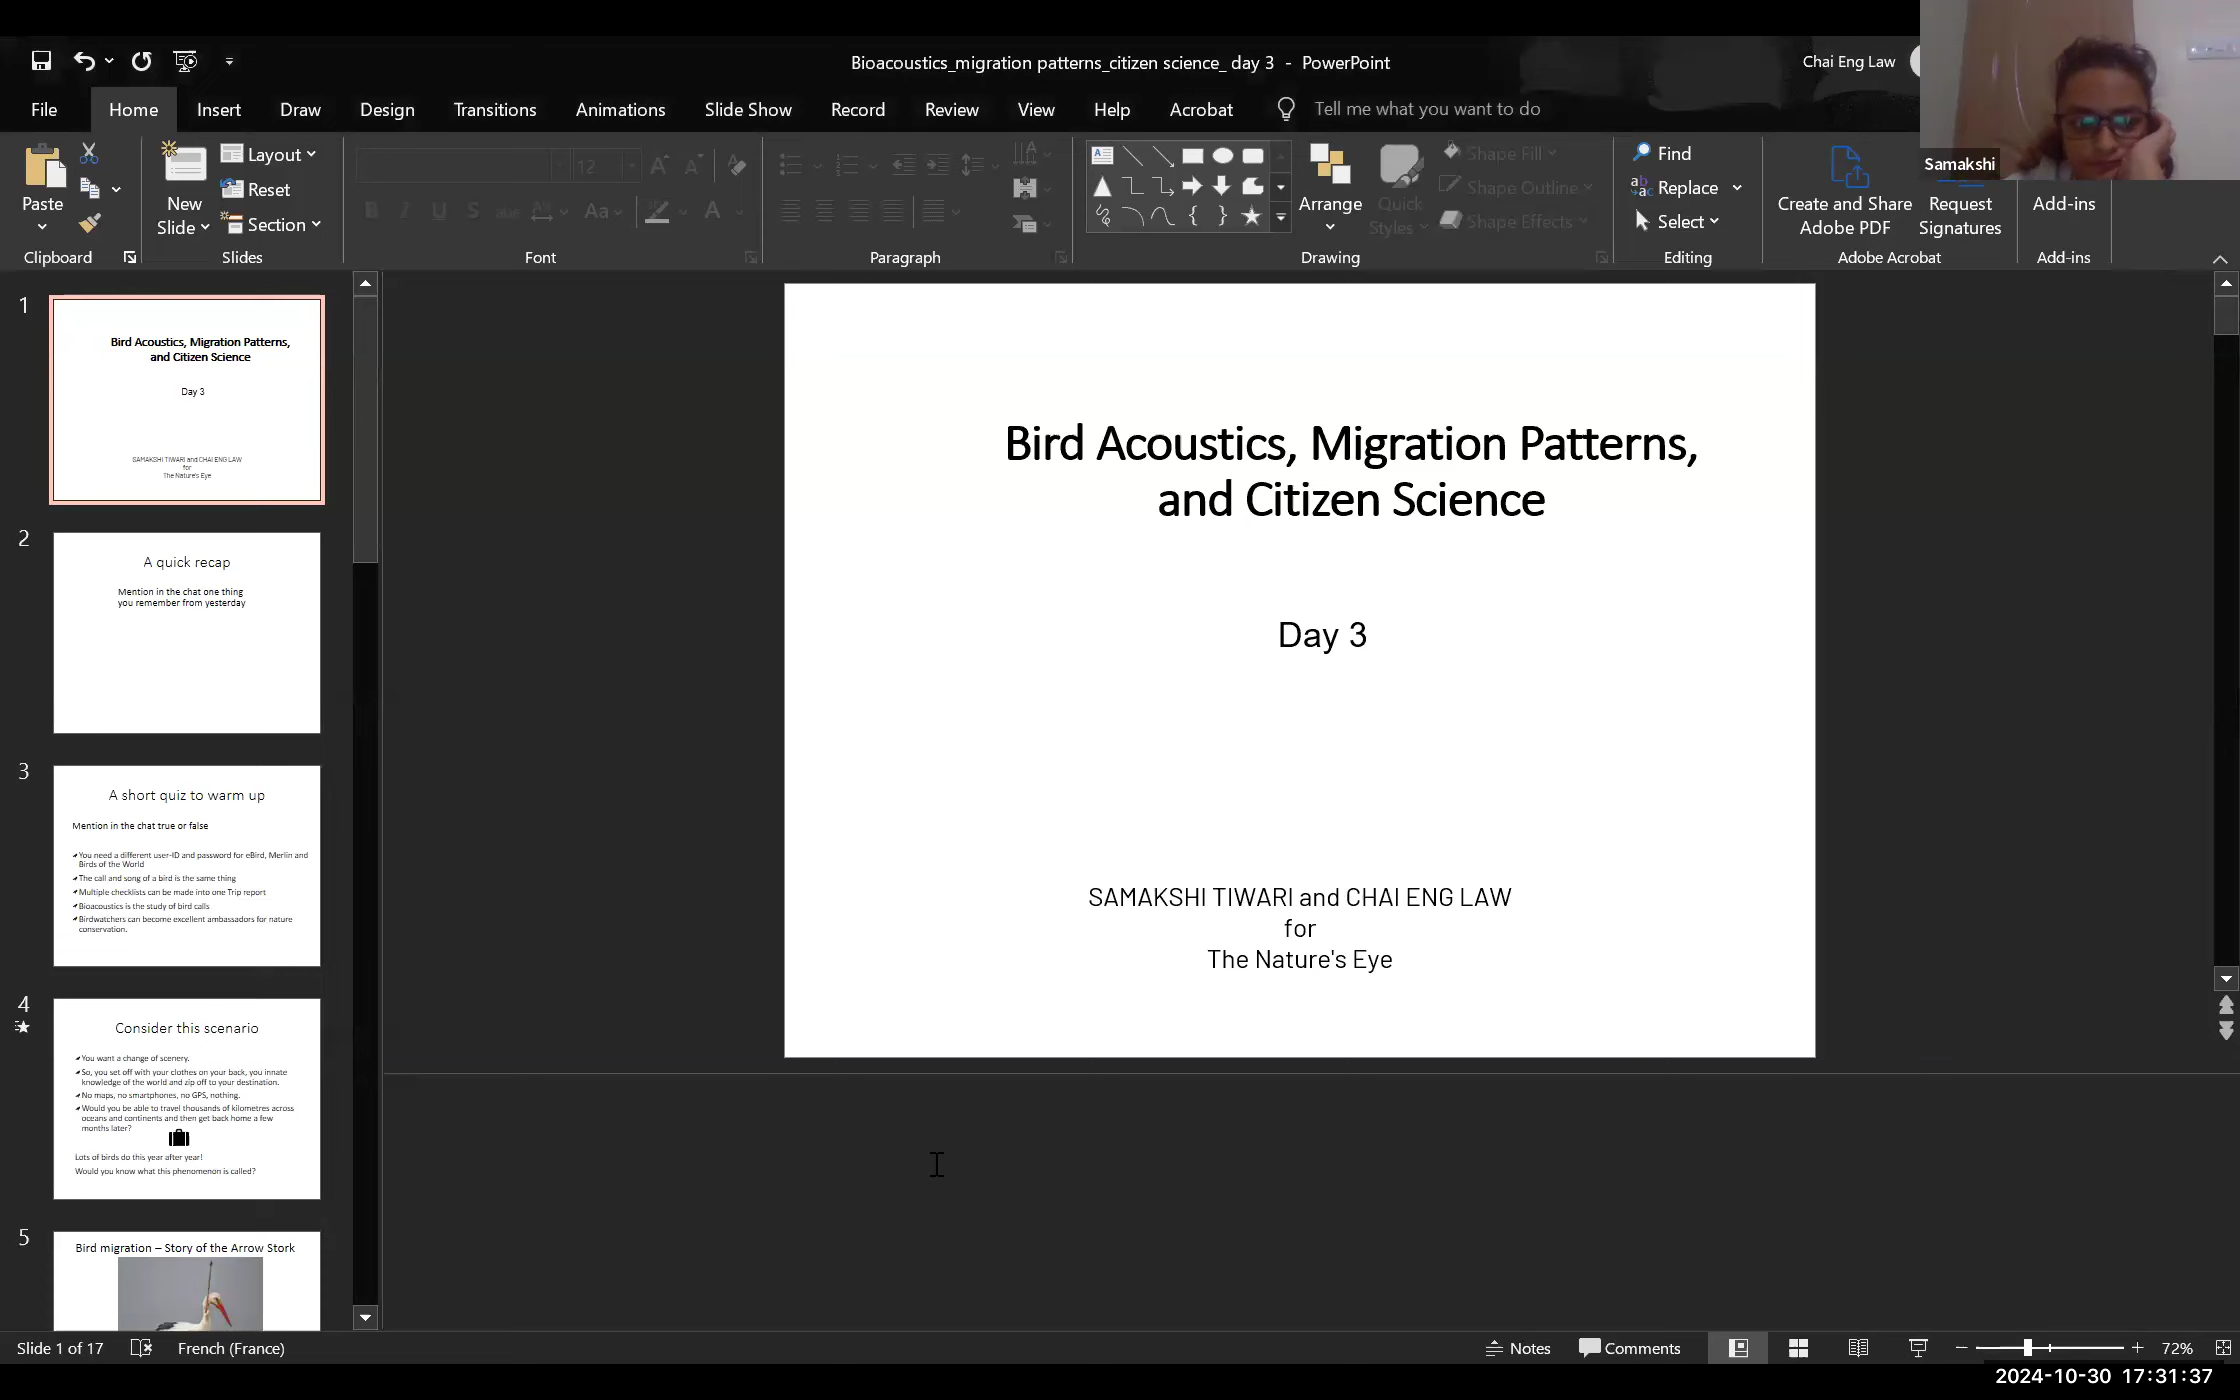 Bioacoustics_migration patterns_citizen science_ day 3 - PowerPoint
Chai Eng Law
File Home Insert Draw Design Transitions Animations Slide Show Record Review View Help Acrobat Tell me what you want to do
Samakshi
Paste
New Slide
Layout
Reset
Section
12
Aa
Arrange
Quick Styles
Shape Fill
Shape Outline
Shape Effects
Find
Replace
Select
Create and Share Adobe PDF
Request Signatures
Add-ins
Clipboard Slides Font Paragraph Drawing Editing Adobe Acrobat Add-ins
1
Bird Acoustics, Migration Patterns,
and Citizen Science
Day 3
SAMAKSHI TIWARI and CHAI ENG LAW
for
The Nature's Eye
2
A quick recap
Mention in the chat one thing
you remember from yesterday
3
A short quiz to warm up
Mention in the chat true or false
You need a different user-ID and password for eBird, Merlin and
Birds of the World
The call and song of a bird is the same thing
Multiple checklists can be made into one Trip report
Bioacoustics is the study of bird calls
Birdwatchers can become excellent ambassadors for nature
conservation.
4
Consider this scenario
You want a change of scenery.
So, you set off with your clothes on your back, you innate
knowledge of the world and zip off to your destination.
No maps, no smartphones, no GPS, nothing.
Would you be able to travel thousands of kilometres across
oceans and continents and then get back home a few
months later?
Lots of birds do this year after year!
Would you know what this phenomenon is called?
5
Bird migration – Story of the Arrow Stork
Bird Acoustics, Migration Patterns,
and Citizen Science
Day 3
SAMAKSHI TIWARI and CHAI ENG LAW
for
The Nature's Eye
Slide 1 of 17 French (France) Notes Comments 72%
2024-10-30 17:31:37